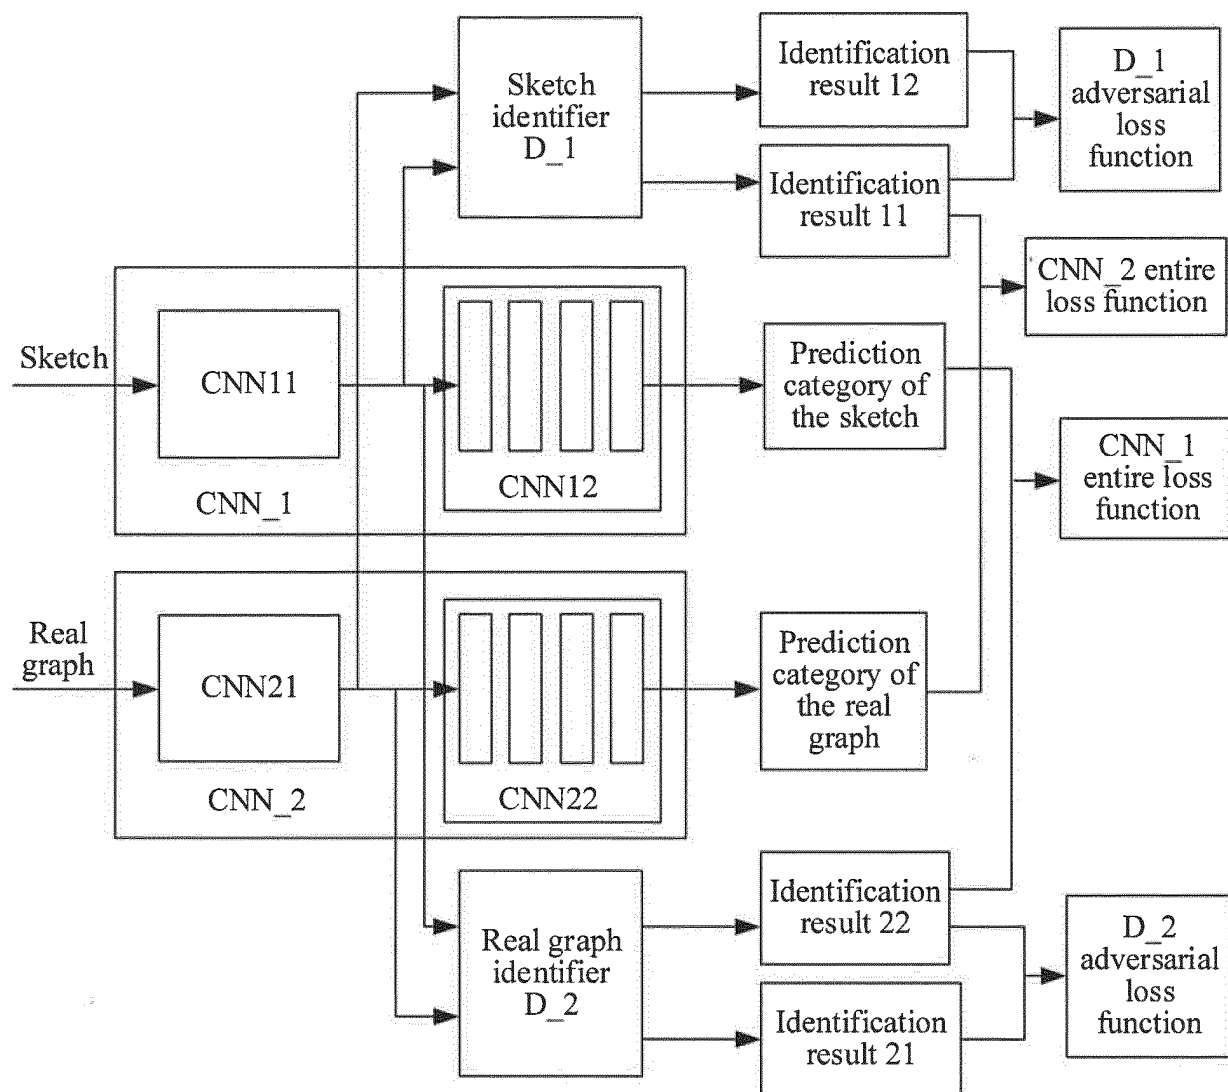 Sketch
identifier
D_1
Identification
result 12
D_1
adversarial
loss
function
Identification
result 11
CNN_2 entire
loss function
Sketch
CNN11
CNN_1
CNN12
Prediction
category of
the sketch
CNN_1
entire loss
function
Real
graph
CNN21
CNN_2
CNN22
Prediction
category of
the real
graph
Real graph
identifier
D_2
Identification
result 22
Identification
result 21
D_2
adversarial
loss
function